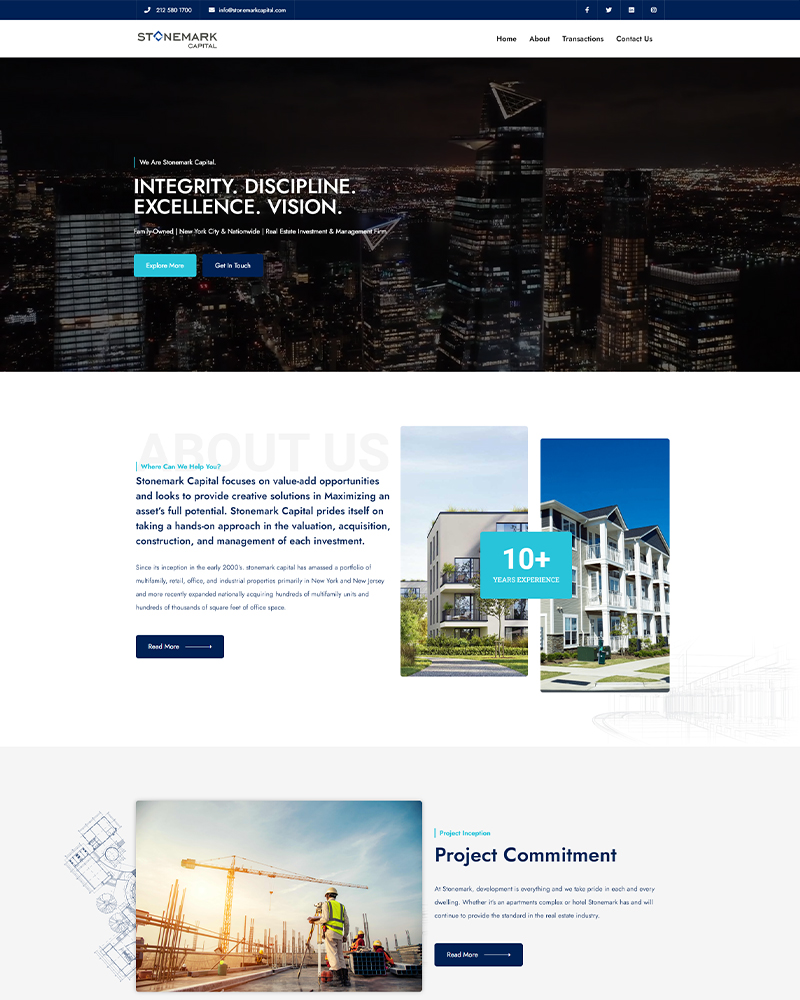 212 580 1700 info@stonemarkcapital.com
STONEMARK
CAPITAL
Home About Transactions Contact Us
We Are Stonemark Capital.
INTEGRITY. DISCIPLINE.
EXCELLENCE. VISION.
Family-Owned | New York City & Nationwide | Real Estate Investment & Management Firm
Explore More Get In Touch
ABOUT US
Where Can We Help You?
Stonemark Capital focuses on value-add opportunities
and looks to provide creative solutions in Maximizing an
asset's full potential. Stonemark Capital prides itself on
taking a hands-on approach in the valuation, acquisition,
construction, and management of each investment.
Since its inception in the early 2000's. stonemark capital has amassed a portfolio of
multifamily, retail, office, and industrial properties primarily in New York and New Jersey
and more recently expanded nationally acquiring hundreds of multifamily units and
hundreds of thousands of square feet of office space.
Read More
10+
YEARS EXPERIENCE
Project Inception
Project Commitment
At Stonemark, development is everything and we take pride in each and every
dwelling. Whether it's an apartments complex or hotel Stonemark has and will
continue to provide the standard in the real estate industry.
Read More